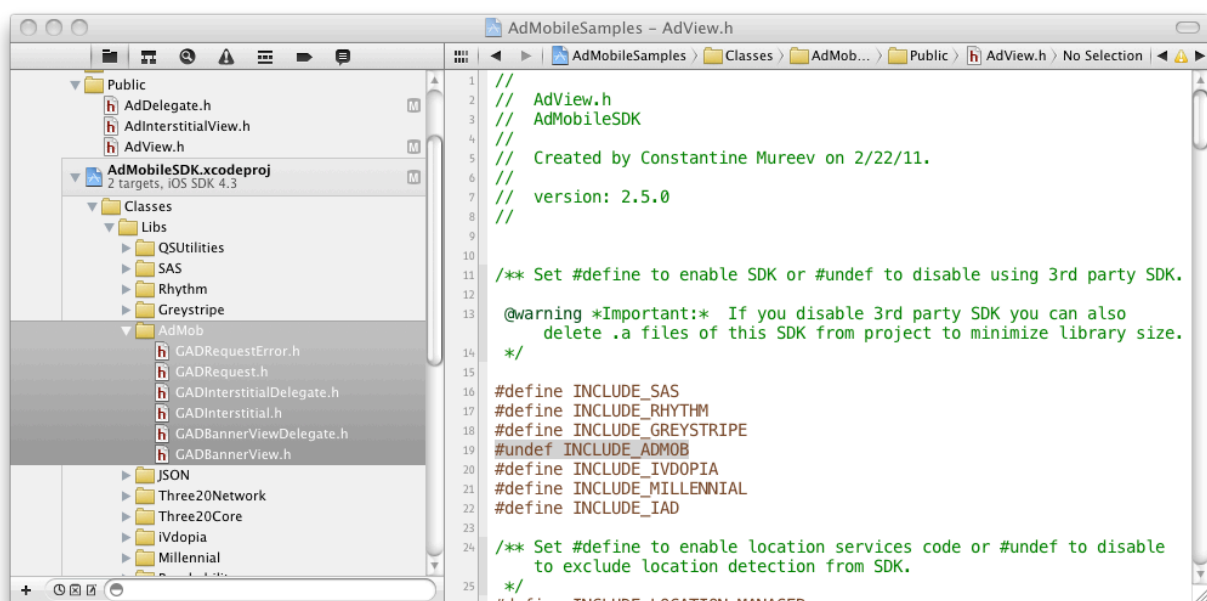 AdMobileSamples – AdView.h
AdMobileSamples Classes AdMob... Public h AdView.h No Selection
Public
h AdDelegate.h M
h AdInterstitialView.h
h AdView.h M
AdMobileSDK.xcodeproj M
2 targets, iOS SDK 4.3
Classes
Libs
QSUtilities
SAS
Rhythm
Greystripe
AdMob
h GADRequestError.h
h GADRequest.h
h GADInterstitialDelegate.h
h GADInterstitial.h
h GADBannerViewDelegate.h
h GADBannerView.h
JSON
Three20Network
Three20Core
iVdopia
Millennial
1 //
2 // AdView.h
3 // AdMobileSDK
4 //
5 // Created by Constantine Mureev on 2/22/11.
6 //
7 // version: 2.5.0
8 //
9
10
11 /** Set #define to enable SDK or #undef to disable using 3rd party SDK.
12
13 @warning *Important:* If you disable 3rd party SDK you can also
delete .a files of this SDK from project to minimize library size.
14 */
15
16 #define INCLUDE_SAS
17 #define INCLUDE_RHYTHM
18 #define INCLUDE_GREYSTRIPE
19 #undef INCLUDE_ADMOB
20 #define INCLUDE_IVDOPIA
21 #define INCLUDE_MILLENNIAL
22 #define INCLUDE_IAD
23
24 /** Set #define to enable location services code or #undef to disable
to exclude location detection from SDK.
25 */